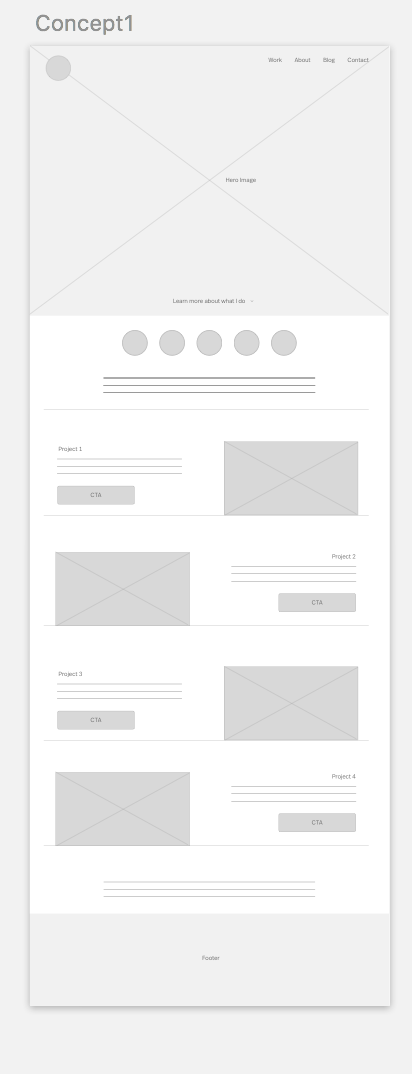 Concept1
Work About Blog Contact
Hero Image
Learn more about what I do
Project 1
CTA
Project 2
CTA
Project 3
CTA
Project 4
CTA
Footer